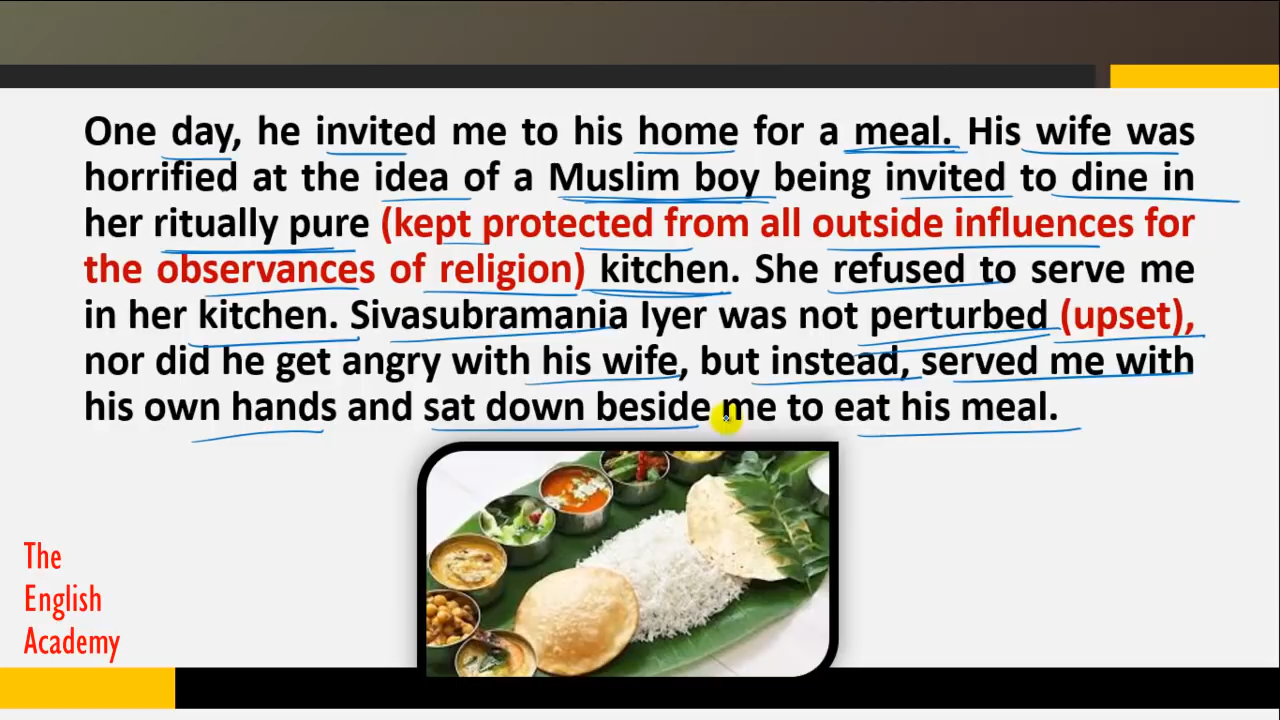 One day, he invited me to his home for a meal. His wife was
horrified at the idea of a Muslim boy being invited to dine in
her ritually pure (kept protected from all outside influences for
the observances of religion) kitchen. She refused to serve me
in her kitchen. Sivasubramania Iyer was not perturbed (upset),
nor did he get angry with his wife, but instead, served me with
his own hands and sat down beside me to eat his meal.
The
English
Academy